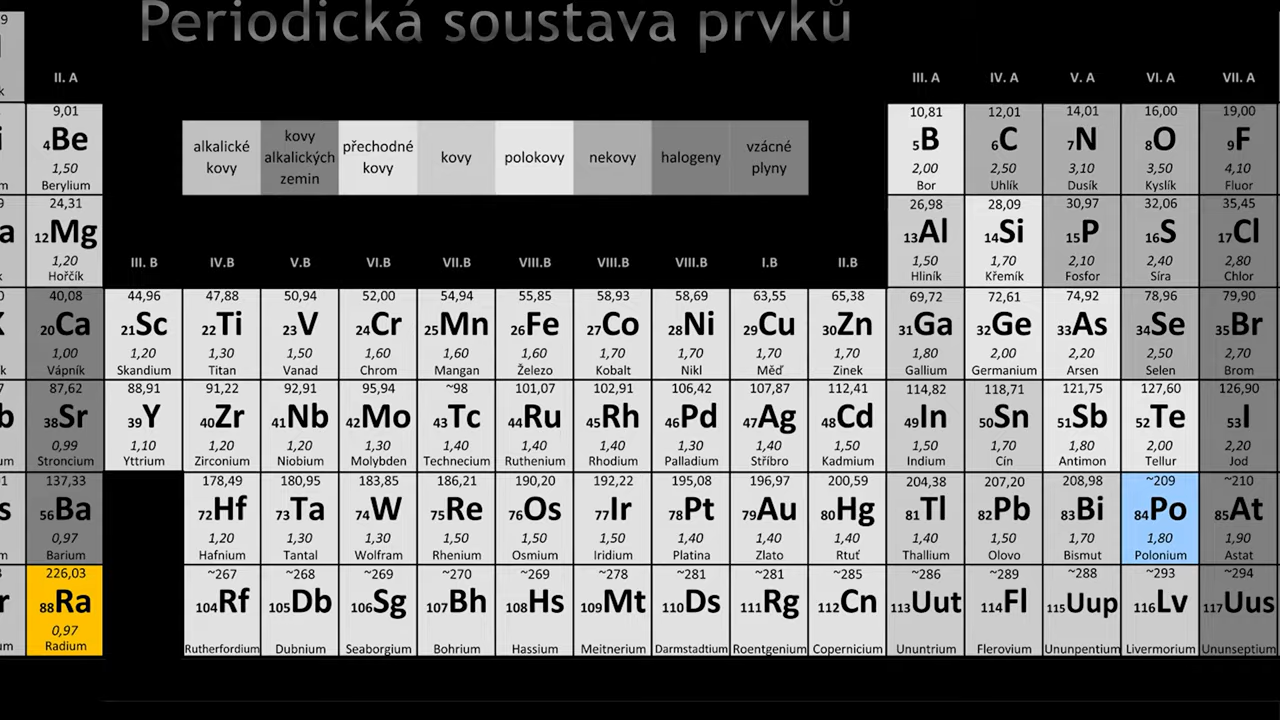 Periodická soustava prvků
II. A III. A IV. A V. A VI. A VII. A
9,01 10,81 12,01 14,01 16,00 19,00
4Be 5B 6C 7N 8O 9F
1,50 2,00 2,50 3,10 3,50 4,10
Berylium Bor Uhlík Dusík Kyslík Fluor
alkalické kovy
kovy alkalických zemin
přechodné kovy
kovy
polokovy
nekovy
halogeny
vzácné plyny
24,31 26,98 28,09 30,97 32,06 35,45
12Mg 13Al 14Si 15P 16S 17Cl
1,20 1,50 1,70 2,10 2,40 2,80
Hořčík Hliník Křemík Fosfor Síra Chlor
III. B IV.B V.B VI.B VII.B VIII.B VIII.B VIII.B I.B II.B
40,08 44,96 47,88 50,94 52,00 54,94 55,85 58,93 58,69 63,55 65,38 69,72 72,61 74,92 78,96 79,90
20Ca 21Sc 22Ti 23V 24Cr 25Mn 26Fe 27Co 28Ni 29Cu 30Zn 31Ga 32Ge 33As 34Se 35Br
1,00 1,20 1,30 1,50 1,60 1,60 1,60 1,70 1,70 1,70 1,70 1,80 2,00 2,20 2,50 2,70
Vápník Skandium Titan Vanad Chrom Mangan Železo Kobalt Nikl Měď Zinek Gallium Germanium Arsen Selen Brom
87,62 88,91 91,22 92,91 95,94 ~98 101,07 102,91 106,42 107,87 112,41 114,82 118,71 121,75 127,60 126,90
38Sr 39Y 40Zr 41Nb 42Mo 43Tc 44Ru 45Rh 46Pd 47Ag 48Cd 49In 50Sn 51Sb 52Te 53I
0,99 1,10 1,20 1,20 1,30 1,40 1,40 1,40 1,30 1,40 1,50 1,50 1,70 1,80 2,00 2,20
Stroncium Yttrium Zirconium Niobium Molybden Technecium Ruthenium Rhodium Palladium Stříbro Kadmium Indium Cín Antimon Tellur Jod
137,33 178,49 180,95 183,85 186,21 190,20 192,22 195,08 196,97 200,59 204,38 207,20 208,98 ~209 ~210
56Ba 72Hf 73Ta 74W 75Re 76Os 77Ir 78Pt 79Au 80Hg 81Tl 82Pb 83Bi 84Po 85At
0,97 1,20 1,30 1,30 1,50 1,50 1,50 1,40 1,40 1,40 1,40 1,50 1,70 1,80 1,90
Barium Hafnium Tantal Wolfram Rhenium Osmium Iridium Platina Zlato Rtuť Thallium Olovo Bismut Polonium Astat
226,03 ~267 ~268 ~269 ~270 ~269 ~278 ~281 ~281 ~285 ~286 ~289 ~288 ~293 ~294
88Ra 104Rf 105Db 106Sg 107Bh 108Hs 109Mt 110Ds 111Rg 112Cn 113Uut 114Fl 115Uup 116Lv 117Uus
0,97
Radium Rutherfordium Dubnium Seaborgium Bohrium Hassium Meitnerium Darmstadtium Roentgenium Copernicium Ununtrium Flerovium Ununpentium Livermorium Ununseptium